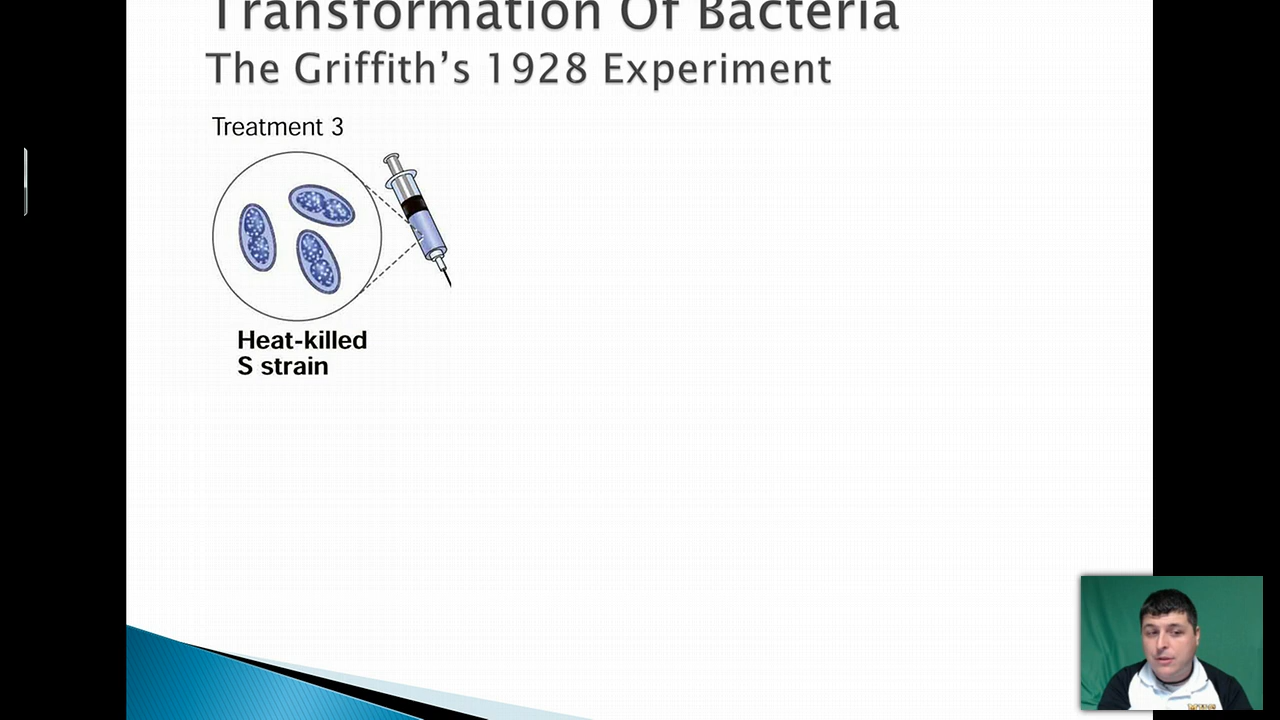 Transformation Of Bacteria
The Griffith’s 1928 Experiment
Treatment 3
Heat-killed
S strain